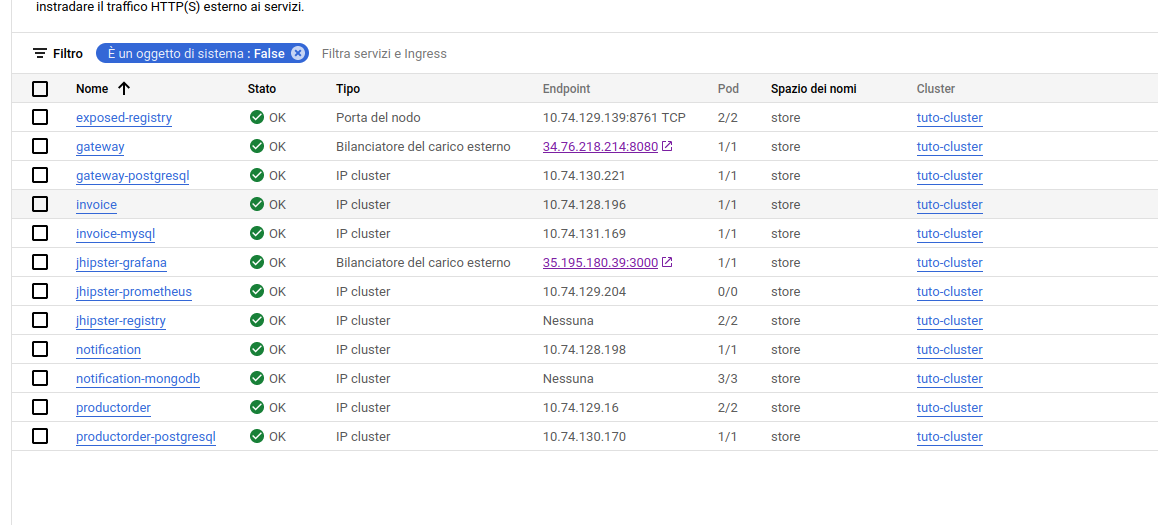 instradare il traffico HTTP(S) esterno ai servizi.
Filtro È un oggetto di sistema : False Filtra servizi e Ingress
Nome Stato Tipo Endpoint Pod Spazio dei nomi Cluster
exposed-registry OK Porta del nodo 10.74.129.139:8761 TCP 2/2 store tuto-cluster
gateway OK Bilanciatore del carico esterno 34.76.218.214:8080 1/1 store tuto-cluster
gateway-postgresql OK IP cluster 10.74.130.221 1/1 store tuto-cluster
invoice OK IP cluster 10.74.128.196 1/1 store tuto-cluster
invoice-mysql OK IP cluster 10.74.131.169 1/1 store tuto-cluster
jhipster-grafana OK Bilanciatore del carico esterno 35.195.180.39:3000 1/1 store tuto-cluster
jhipster-prometheus OK IP cluster 10.74.129.204 0/0 store tuto-cluster
jhipster-registry OK IP cluster Nessuna 2/2 store tuto-cluster
notification OK IP cluster 10.74.128.198 1/1 store tuto-cluster
notification-mongodb OK IP cluster Nessuna 3/3 store tuto-cluster
productorder OK IP cluster 10.74.129.16 2/2 store tuto-cluster
productorder-postgresql OK IP cluster 10.74.130.170 1/1 store tuto-cluster